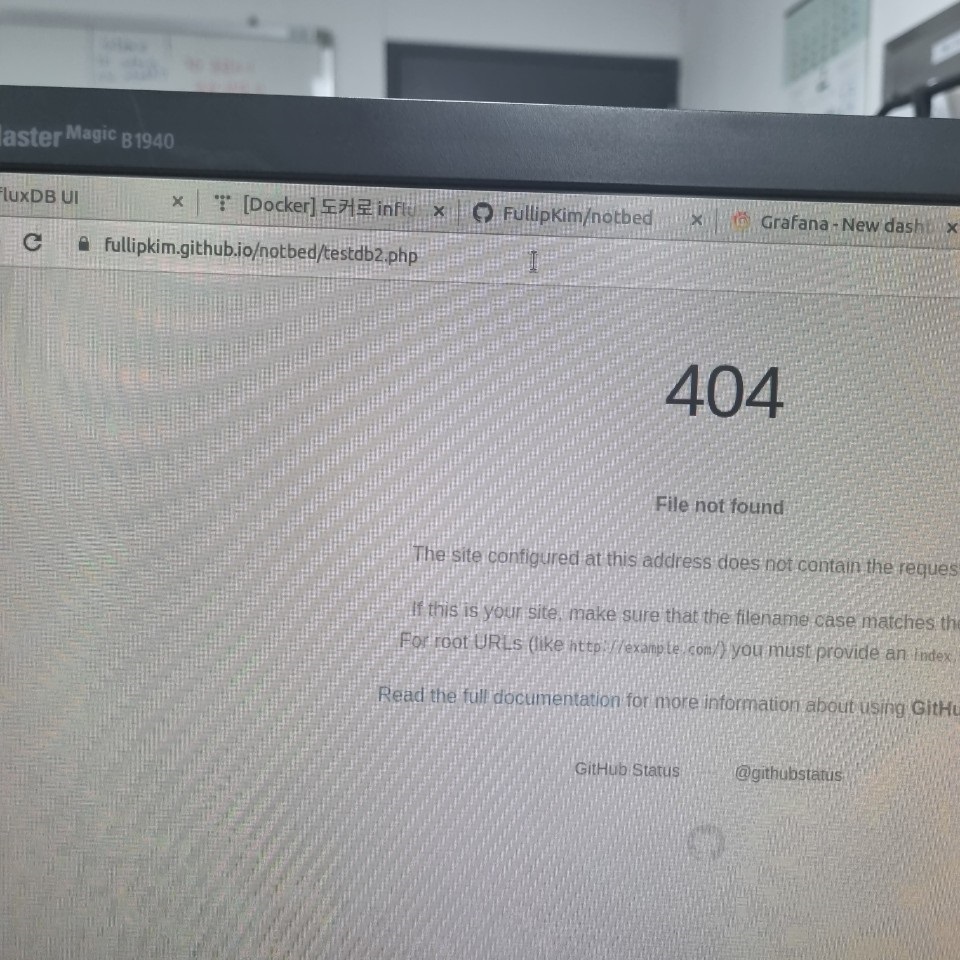 laster Magic B1940
fluxDB UI
[Docker] 도커로 influ
FullipKim/notbed
Grafana - New dashb
fullipkim.github.io/notbed/testdb2.php
404
File not found
The site configured at this address does not contain the reques
If this is your site, make sure that the filename case matches the
For root URLs (like http://example.com/) you must provide an index
Read the full documentation for more information about using GitHu
GitHub Status
@githubstatus